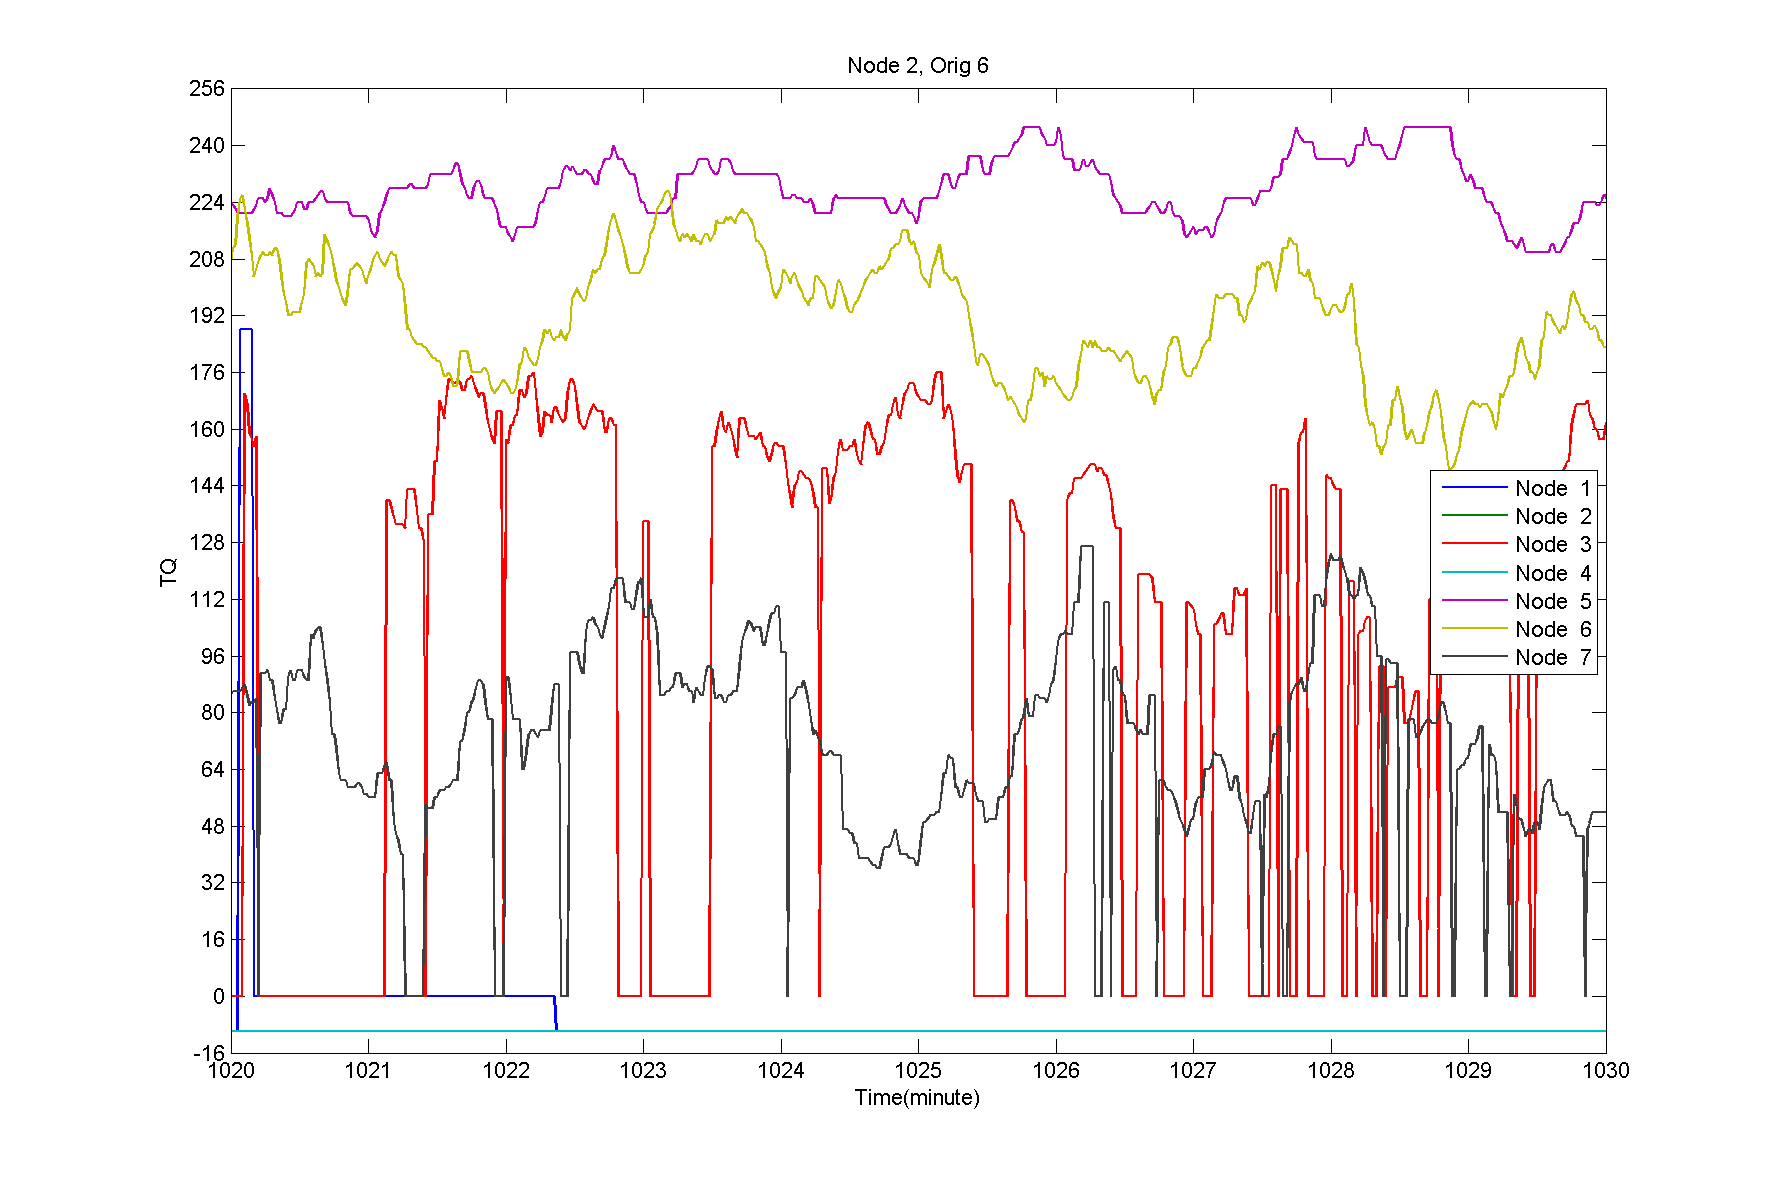 Node 2, Orig 6
256
240
224
208
192
176
160
144
128
112
96
80
64
48
32
16
0
-16
TQ
Node 1
Node 2
Node 3
Node 4
Node 5
Node 6
Node 7
1020 1021 1022 1023 1024 1025 1026 1027 1028 1029 1030
Time(minute)